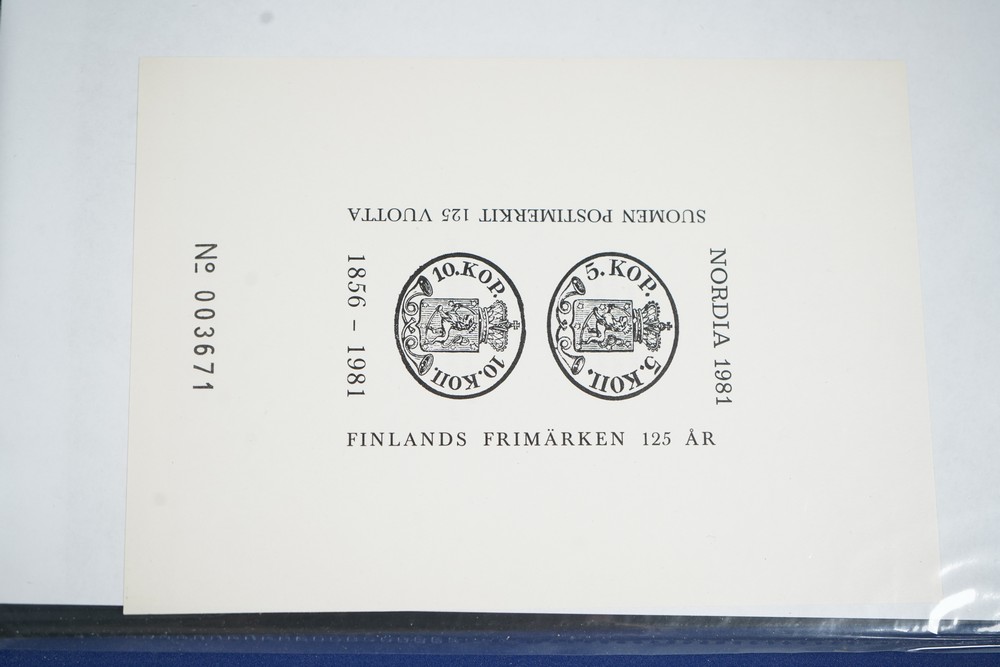 SUOMEN POSTIMERKIT 125 VUOTTA
NORDIA 1981
5.KOP.
5.КОП.
10.KOP.
10.КОП.
1856 – 1981
FINLANDS FRIMÄRKEN 125 ÅR
Nº 003671